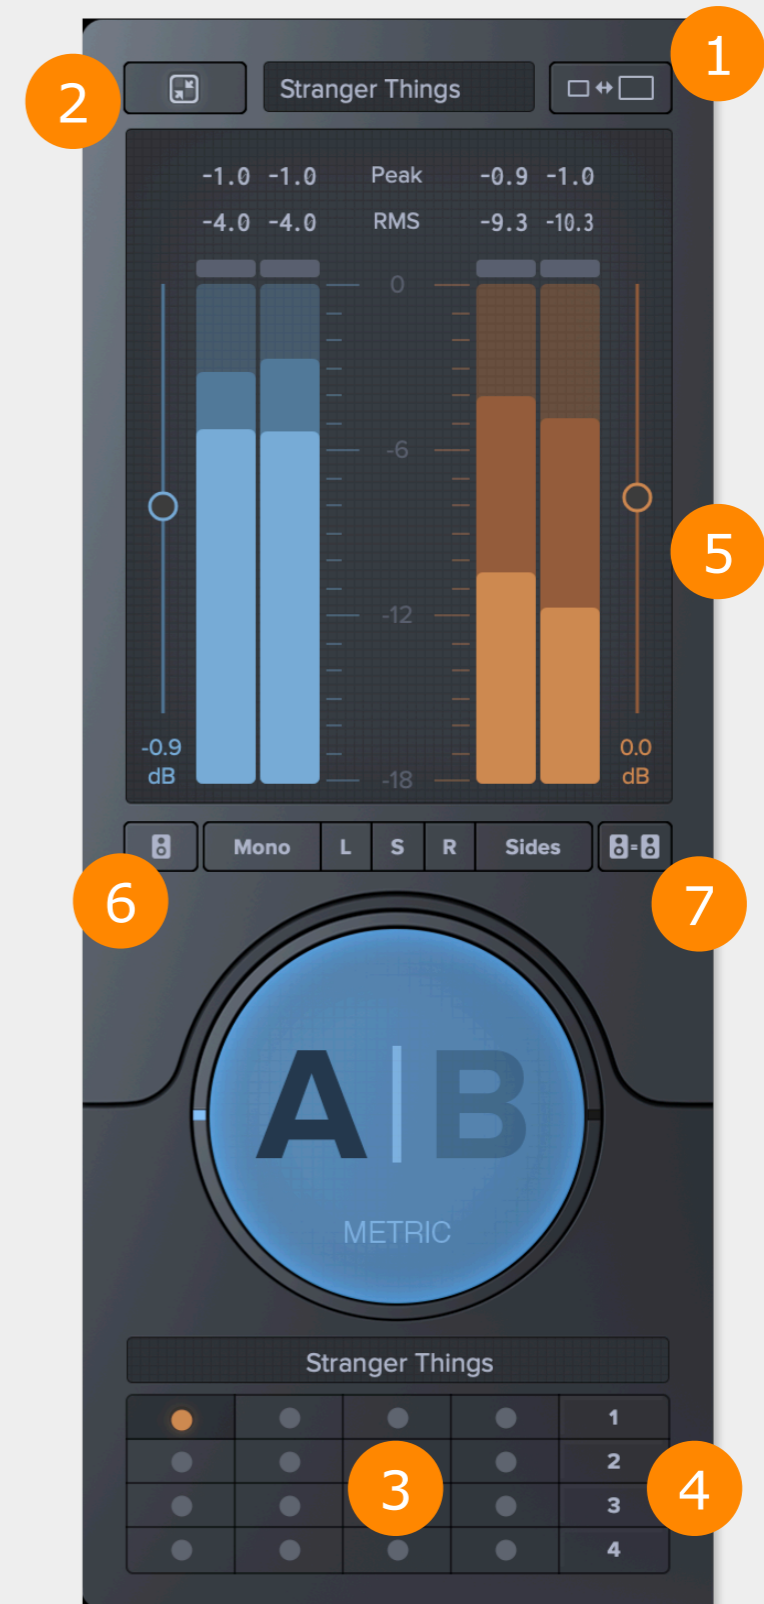 1
2
Stranger Things
-1.0 -1.0 Peak -0.9 -1.0
-4.0 -4.0 RMS -9.3 -10.3
0
-6
5
-12
-0.9 0.0
dB dB
-18
Mono L S R Sides
6 7
A|B
METRIC
Stranger Things
1
2
3 3 4
4